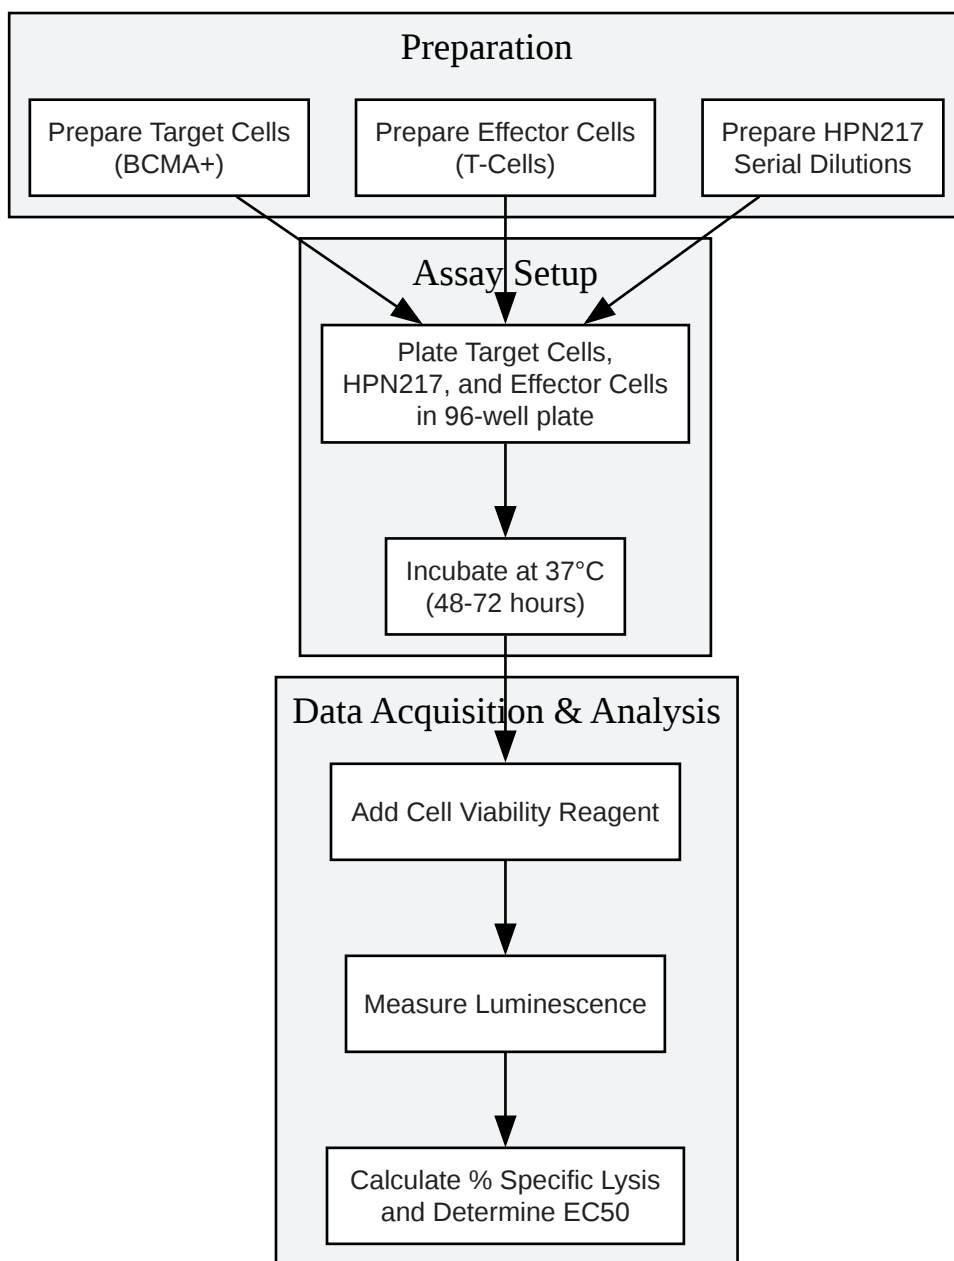 Preparation
Prepare Target Cells
(BCMA+)
Prepare Effector Cells
(T-Cells)
Prepare HPN217
Serial Dilutions
Assay Setup
Plate Target Cells,
HPN217, and Effector Cells
in 96-well plate
Incubate at 37°C
(48-72 hours)
Data Acquisition & Analysis
Add Cell Viability Reagent
Measure Luminescence
Calculate % Specific Lysis
and Determine EC50